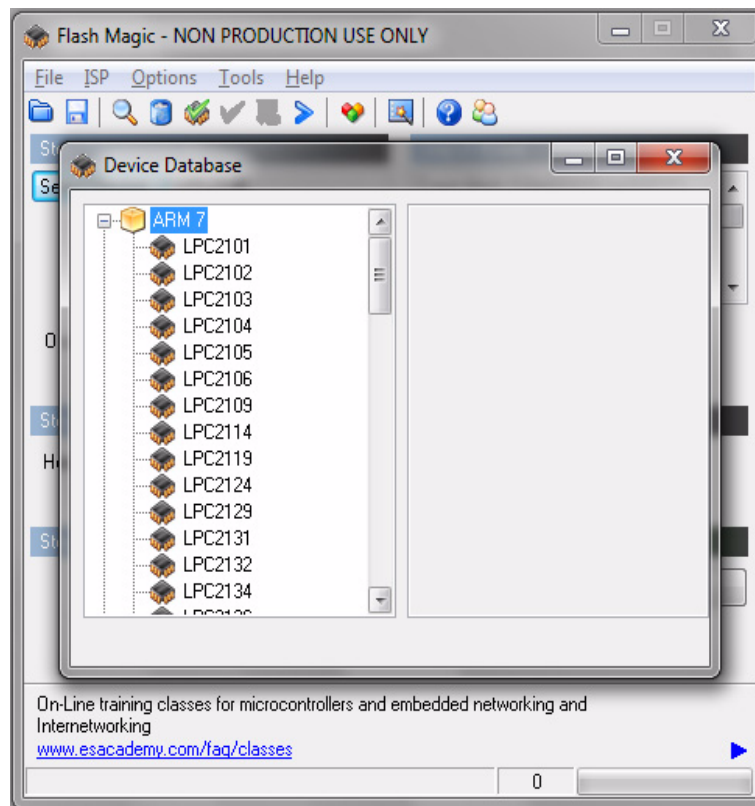 Flash Magic - NON PRODUCTION USE ONLY
File ISP Options Tools Help
Device Database
ARM 7
LPC2101
LPC2102
LPC2103
LPC2104
LPC2105
LPC2106
LPC2109
LPC2114
LPC2119
LPC2124
LPC2129
LPC2131
LPC2132
LPC2134
On-Line training classes for microcontrollers and embedded networking and
Internetworking
www.esacademy.com/faq/classes
0